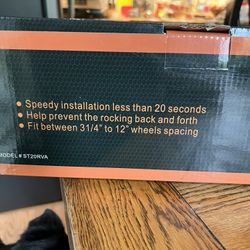 • Speedy installation less than 20 seconds
• Help prevent the rocking back and forth
• Fit between 31/4" to 12" wheels spacing
MODEL # ST20RVA